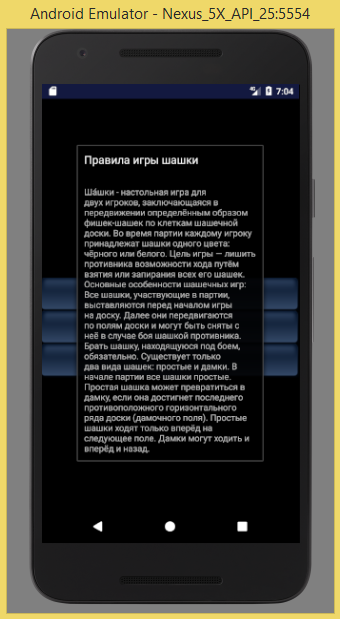 Android Emulator - Nexus_5X_API_25:5554
7:04
Правила игры шашки
Ша́шки - настольная игра для
двух игроков, заключающаяся в
передвижении определённым образом
фишек-шашек по клеткам шашечной
доски. Во время партии каждому игроку
принадлежат шашки одного цвета:
чёрного или белого. Цель игры — лишить
противника возможности хода путём
взятия или запирания всех его шашек.
Основные особенности шашечных игр:
Все шашки, участвующие в партии,
выставляются перед началом игры
на доску. Далее они передвигаются
по полям доски и могут быть сняты с
неё в случае боя шашкой противника.
Брать шашку, находящуюся под боем,
обязательно. Существует только
два вида шашек: простые и дамки. В
начале партии все шашки простые.
Простая шашка может превратиться в
дамку, если она достигнет последнего
противоположного горизонтального
ряда доски (дамочного поля). Простые
шашки ходят только вперёд на
следующее поле. Дамки могут ходить и
вперёд и назад.